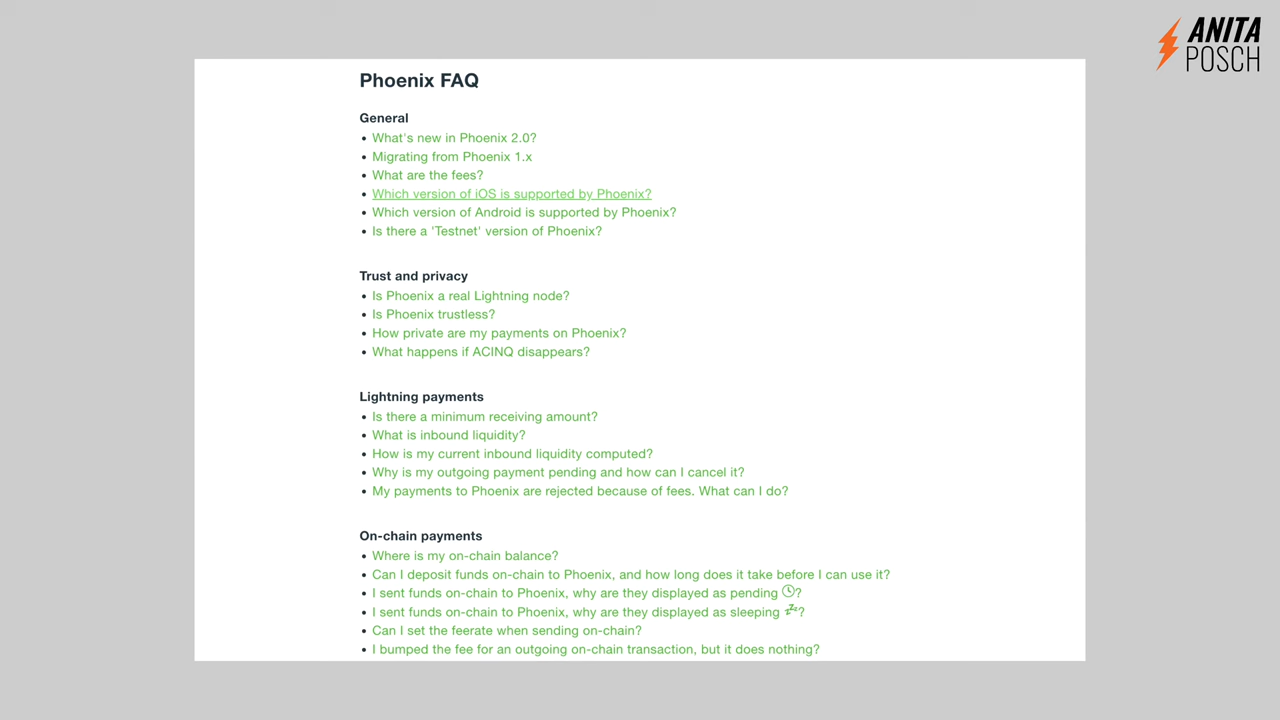 ANITA
POSCH
Phoenix FAQ
General
• What's new in Phoenix 2.0?
• Migrating from Phoenix 1.x
• What are the fees?
• Which version of iOS is supported by Phoenix?
• Which version of Android is supported by Phoenix?
• Is there a 'Testnet' version of Phoenix?
Trust and privacy
• Is Phoenix a real Lightning node?
• Is Phoenix trustless?
• How private are my payments on Phoenix?
• What happens if ACINQ disappears?
Lightning payments
• Is there a minimum receiving amount?
• What is inbound liquidity?
• How is my current inbound liquidity computed?
• Why is my outgoing payment pending and how can I cancel it?
• My payments to Phoenix are rejected because of fees. What can I do?
On-chain payments
• Where is my on-chain balance?
• Can I deposit funds on-chain to Phoenix, and how long does it take before I can use it?
• I sent funds on-chain to Phoenix, why are they displayed as pending ?
• I sent funds on-chain to Phoenix, why are they displayed as sleeping ?
• Can I set the feerate when sending on-chain?
• I bumped the fee for an outgoing on-chain transaction, but it does nothing?